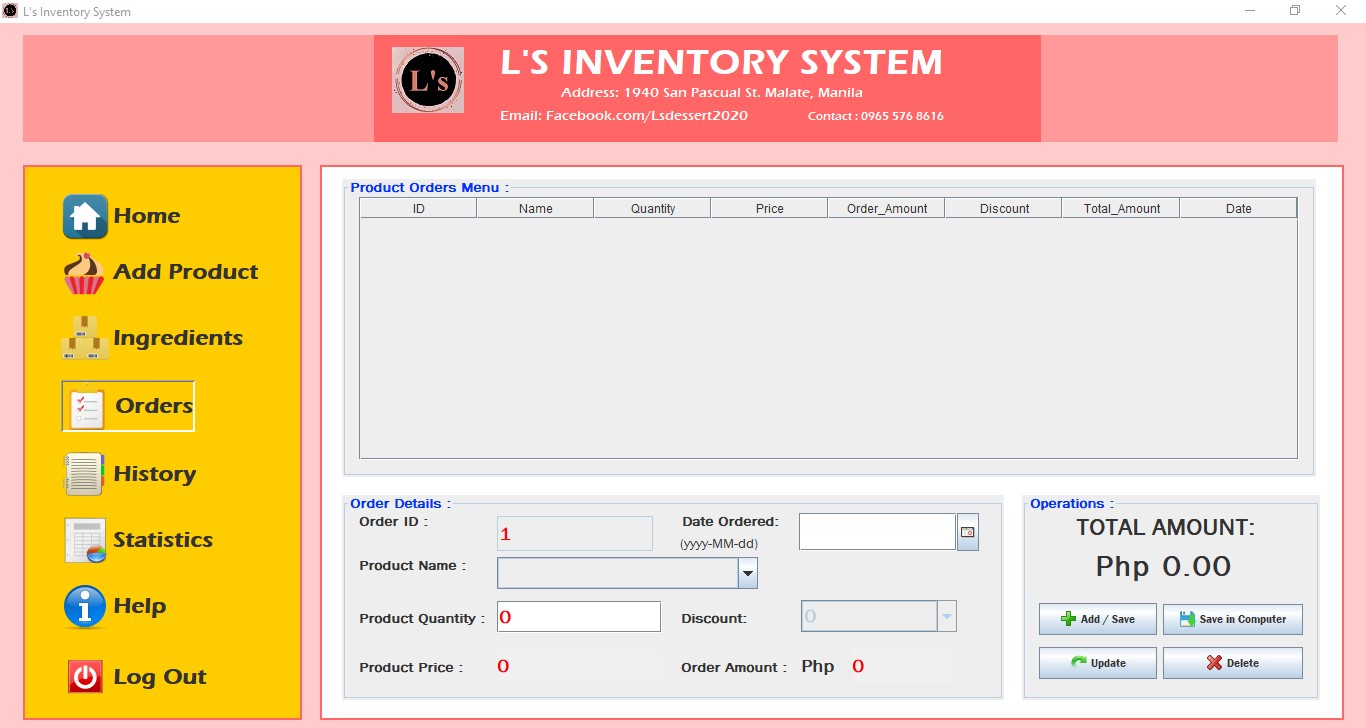 L's Inventory System
L's
L'S INVENTORY SYSTEM
Address: 1940 San Pascual St. Malate, Manila
Email: Facebook.com/Lsdessert2020 Contact : 0965 576 8616
Home
Add Product
Ingredients
Orders
History
Statistics
Help
Log Out
Product Orders Menu :
ID Name Quantity Price Order_Amount Discount Total_Amount Date
Order Details :
Order ID : 1 Date Ordered:
(yyyy-MM-dd)
Product Name :
Product Quantity : 0 Discount: 0
Product Price : 0 Order Amount : Php 0
Operations :
TOTAL AMOUNT:
Php 0.00
Add / Save Save in Computer
Update Delete